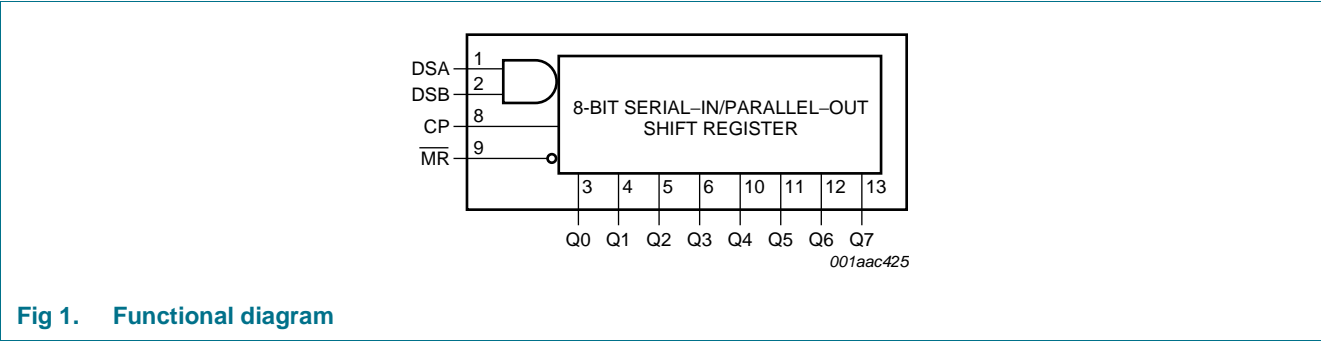 DSA 1
DSB 2
8-BIT SERIAL–IN/PARALLEL–OUT
SHIFT REGISTER
CP 8
MR 9
3 4 5 6 10 11 12 13
Q0 Q1 Q2 Q3 Q4 Q5 Q6 Q7
001aac425
Fig 1. Functional diagram